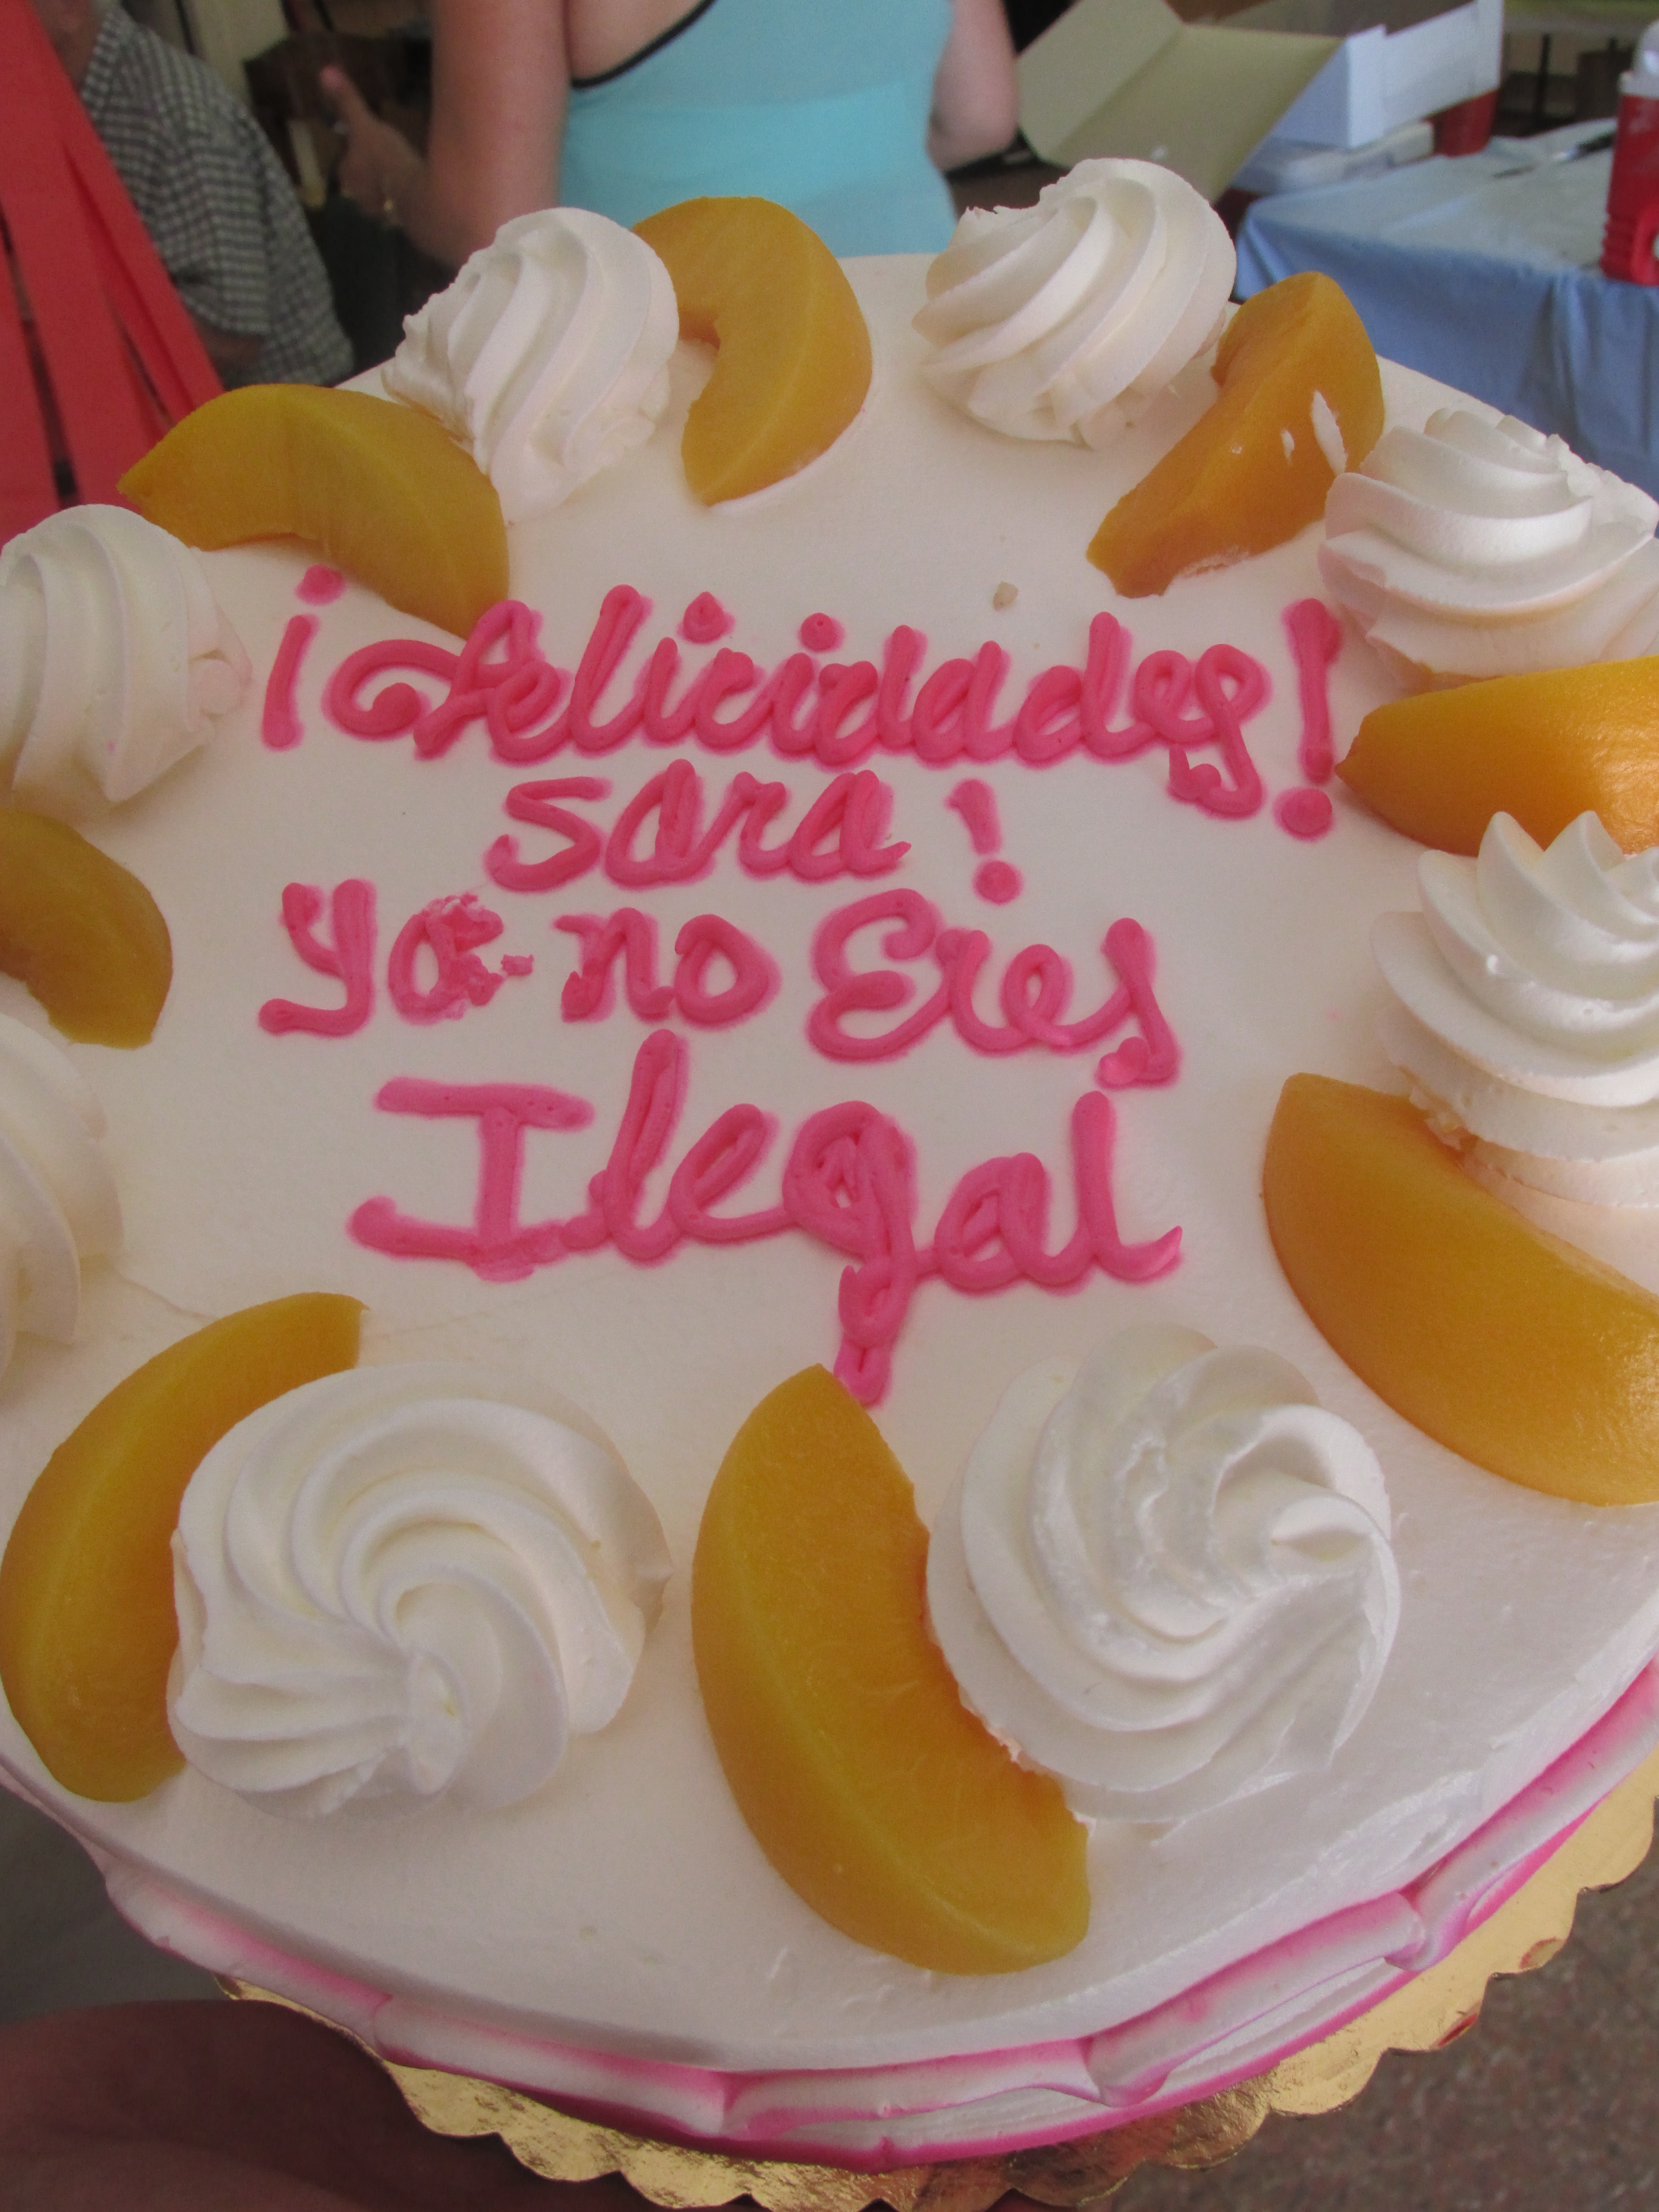 ¡felicidades!
sara!
ya no Eres
Ilegal